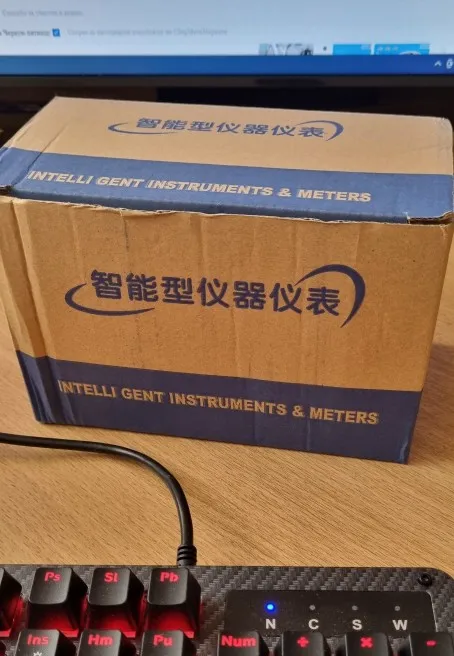 智能型仪器仪表
INTELLI GENT INSTRUMENTS & METERS
智能型仪器仪表
INTELLI GENT INSTRUMENTS & METERS
Ps SL Pb
N C S W
Ins Hm Pu Num + × -